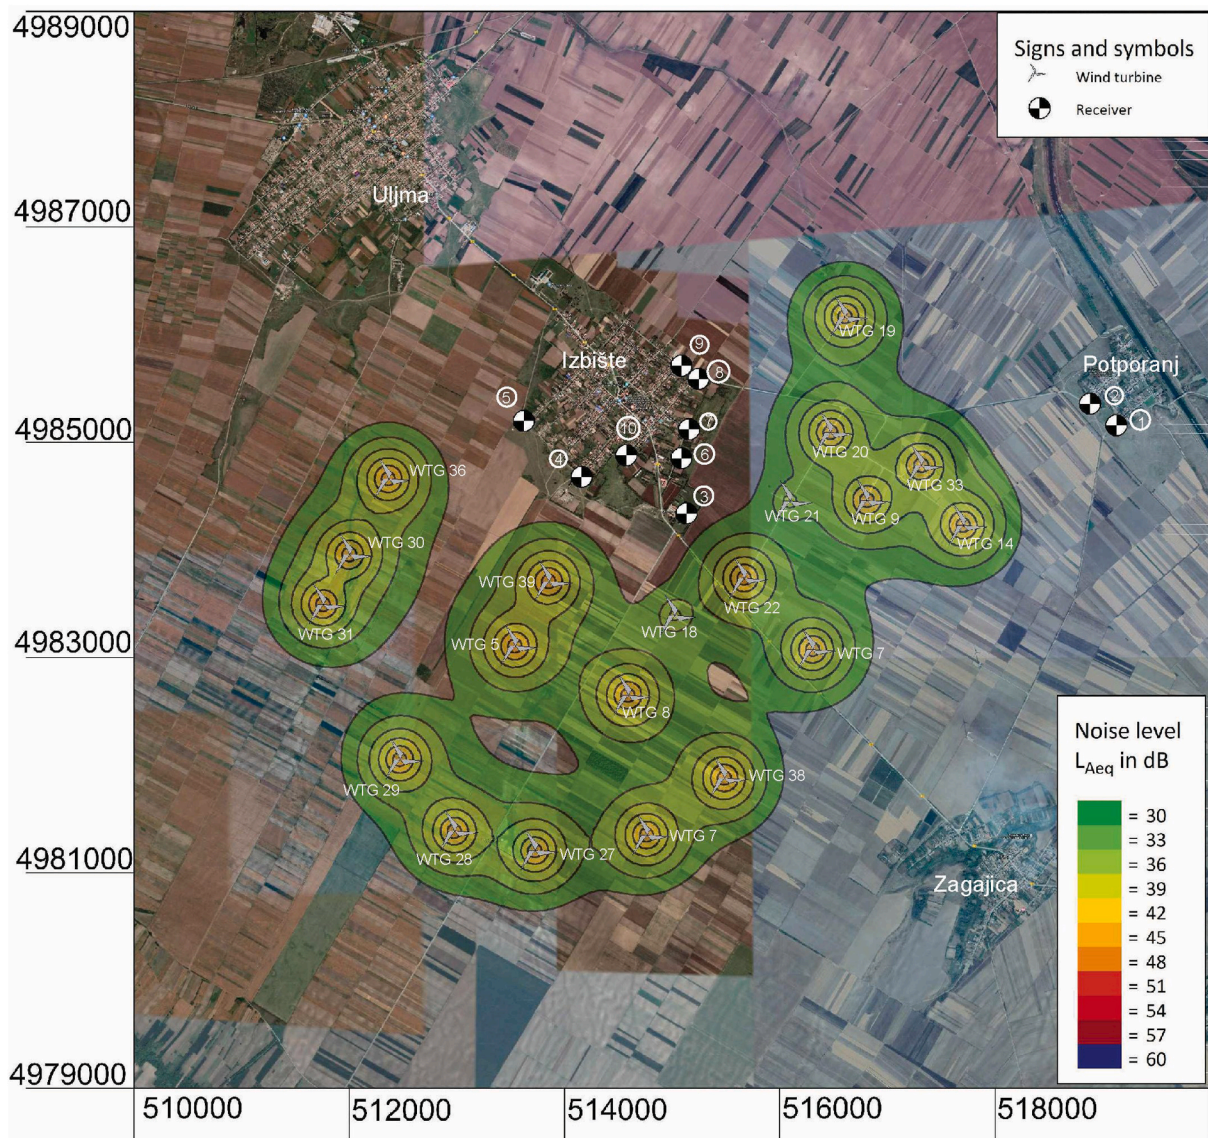 4989000
Signs and symbols
Wind turbine
Receiver
Uljma
4987000
WTG 19
9
Izbište
8
Potporanj
5
2
1
4985000
10
7
WTG 20
4
6
WTG 36
WTG 33
3
WTG 21
WTG 9
WTG 14
WTG 30
WTG 39
WTG 22
WTG 31
WTG 18
4983000
WTG 5
WTG 7
WTG 8
Noise level
LAeq in dB
WTG 38
WTG 29
= 30
= 33
WTG 7
WTG 28
WTG 27
= 36
4981000
Zagajica
= 39
= 42
= 45
= 48
= 51
= 54
= 57
= 60
4979000
510000
512000
514000
516000
518000